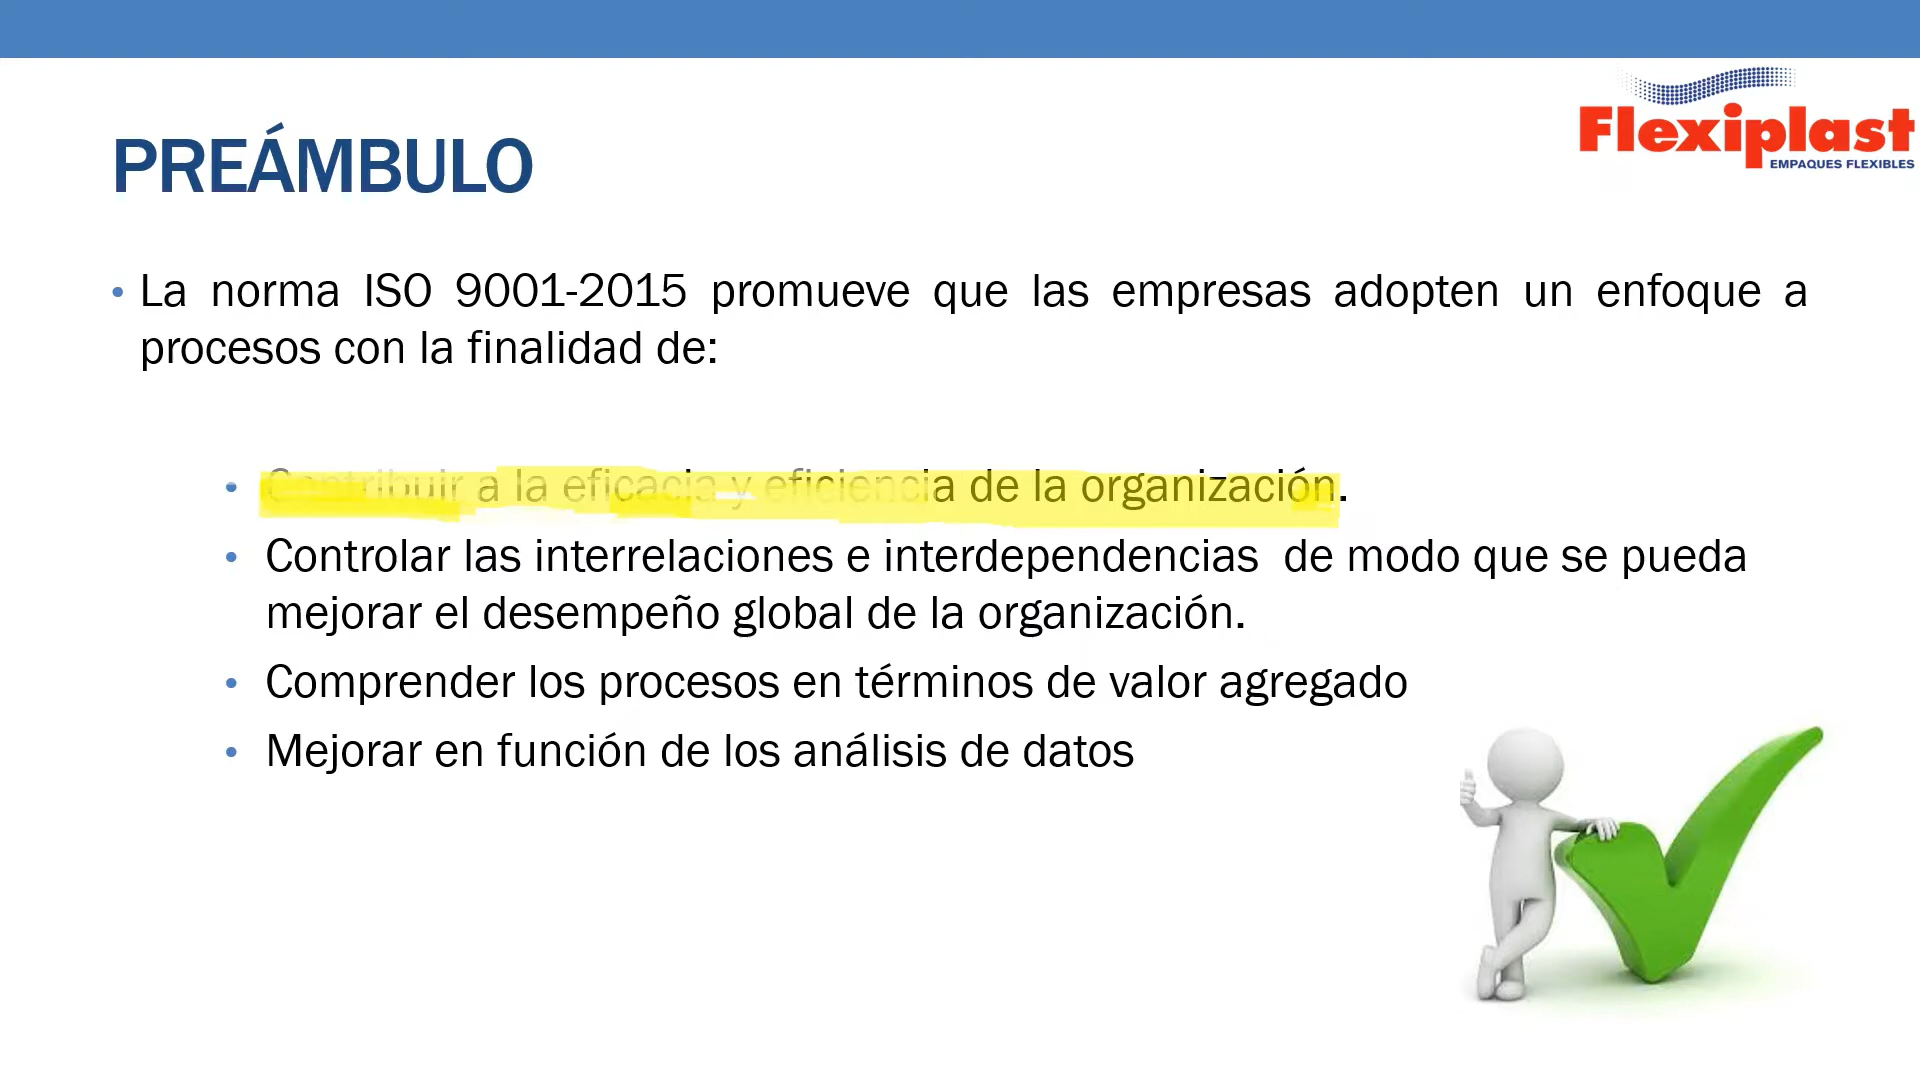 Flexiplast
EMPAQUES FLEXIBLES
PREÁMBULO
• La norma ISO 9001-2015 promueve que las empresas adopten un enfoque a
procesos con la finalidad de:
• Contribuir a la eficacia y eficiencia de la organización.
• Controlar las interrelaciones e interdependencias de modo que se pueda
mejorar el desempeño global de la organización.
• Comprender los procesos en términos de valor agregado
• Mejorar en función de los análisis de datos